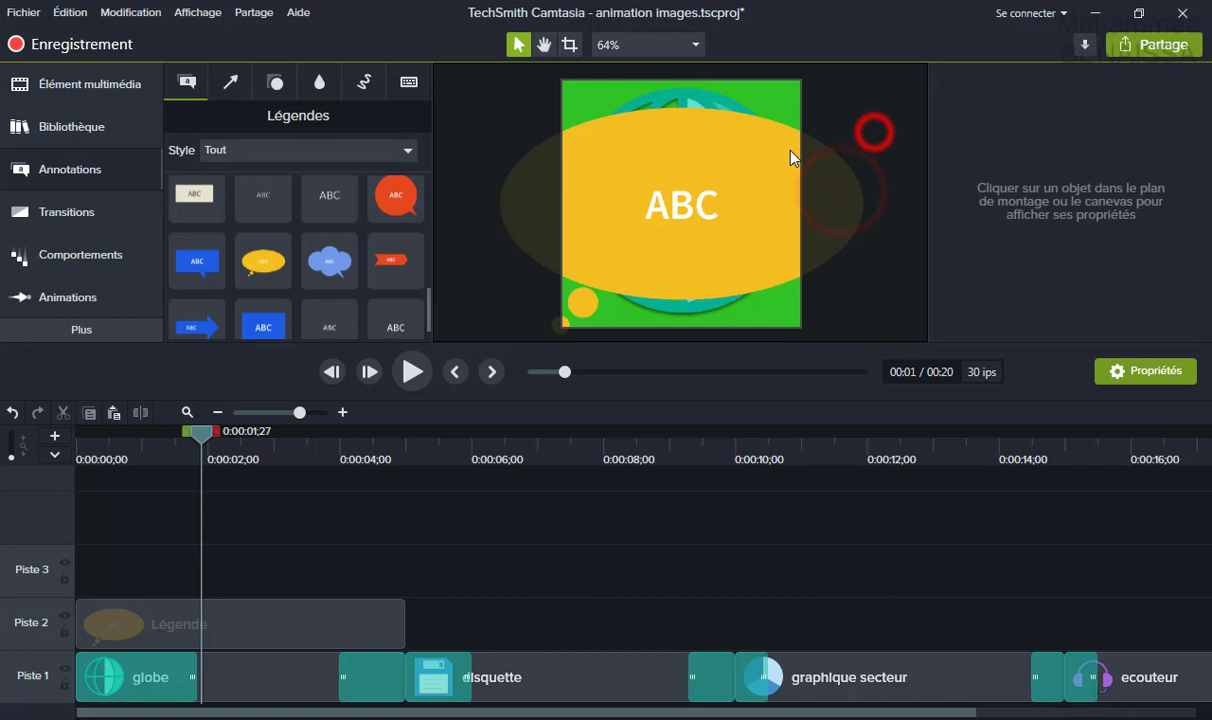 Fichier Édition Modification Affichage Partage Aide TechSmith Camtasia - animation images.tscproj* Se connecter
Enregistrement 64% Partage
Élément multimédia
Bibliothèque
Annotations
Transitions
Comportements
Animations
Plus
Légendes
Style Tout
ABC ABC ABC ABC
ABC ABC ABC ABC
ABC ABC ABC ABC
ABC
Cliquer sur un objet dans le plan
de montage ou le canevas pour
afficher ses propriétés
00:01 / 00:20 30 ips Propriétés
0:00:01;27
0:00:00;00 0:00:02;00 0:00:04;00 0:00:06;00 0:00:08;00 0:00:10;00 0:00:12;00 0:00:14;00 0:00:16;00
Piste 3
Piste 2 Légende
Piste 1 globe disquette graphique secteur ecouteur